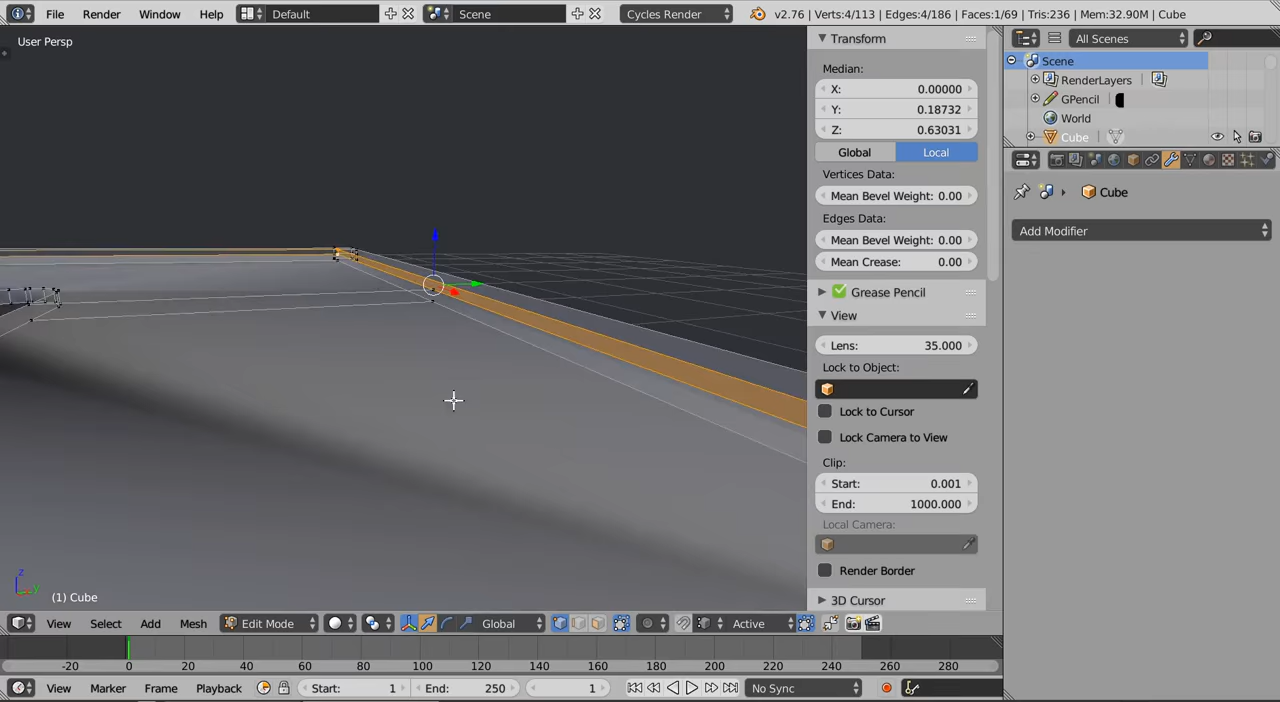 File Render Window Help Default Scene Cycles Render v2.76 | Verts:4/113 | Edges:4/186 | Faces:1/69 | Tris:236 | Mem:32.90M | Cube
User Persp
Transform
Median:
X: 0.00000
Y: 0.18732
Z: 0.63031
Global Local
Vertices Data:
Mean Bevel Weight: 0.00
Edges Data:
Mean Bevel Weight: 0.00
Mean Crease: 0.00
Grease Pencil
View
Lens: 35.000
Lock to Object:
Lock to Cursor
Lock Camera to View
Clip:
Start: 0.001
End: 1000.000
Local Camera:
Render Border
3D Cursor
All Scenes
Scene
RenderLayers
GPencil
World
Cube
Cube
Add Modifier
z
y
(1) Cube
View Select Add Mesh Edit Mode Global Active
-20 0 20 40 60 80 100 120 140 160 180 200 220 240 260 280
View Marker Frame Playback Start: 1 End: 250 1 No Sync